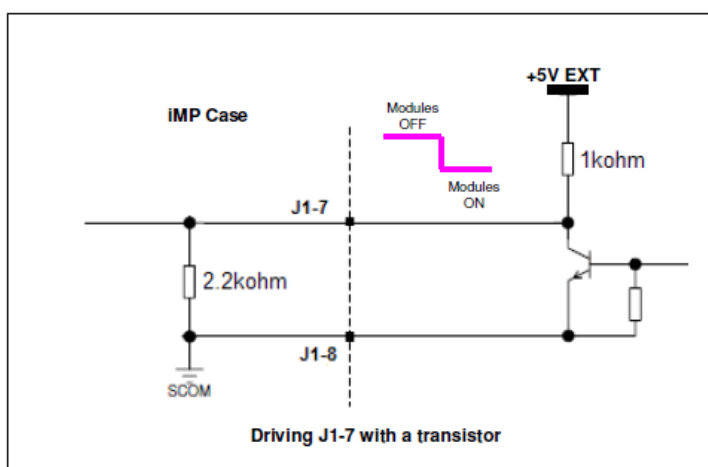 +5V EXT
iMP Case
Modules
OFF
1kohm
Modules
ON
J1-7
2.2kohm
J1-8
SCOM
Driving J1-7 with a transistor